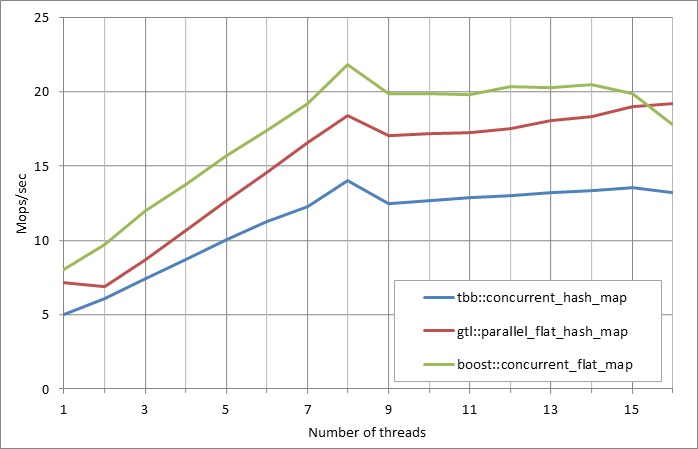 25
20
15
10
5
0
Mops/sec
1 3 5 7 9 11 13 15
Number of threads
tbb::concurrent_hash_map
gtl::parallel_flat_hash_map
boost::concurrent_flat_map